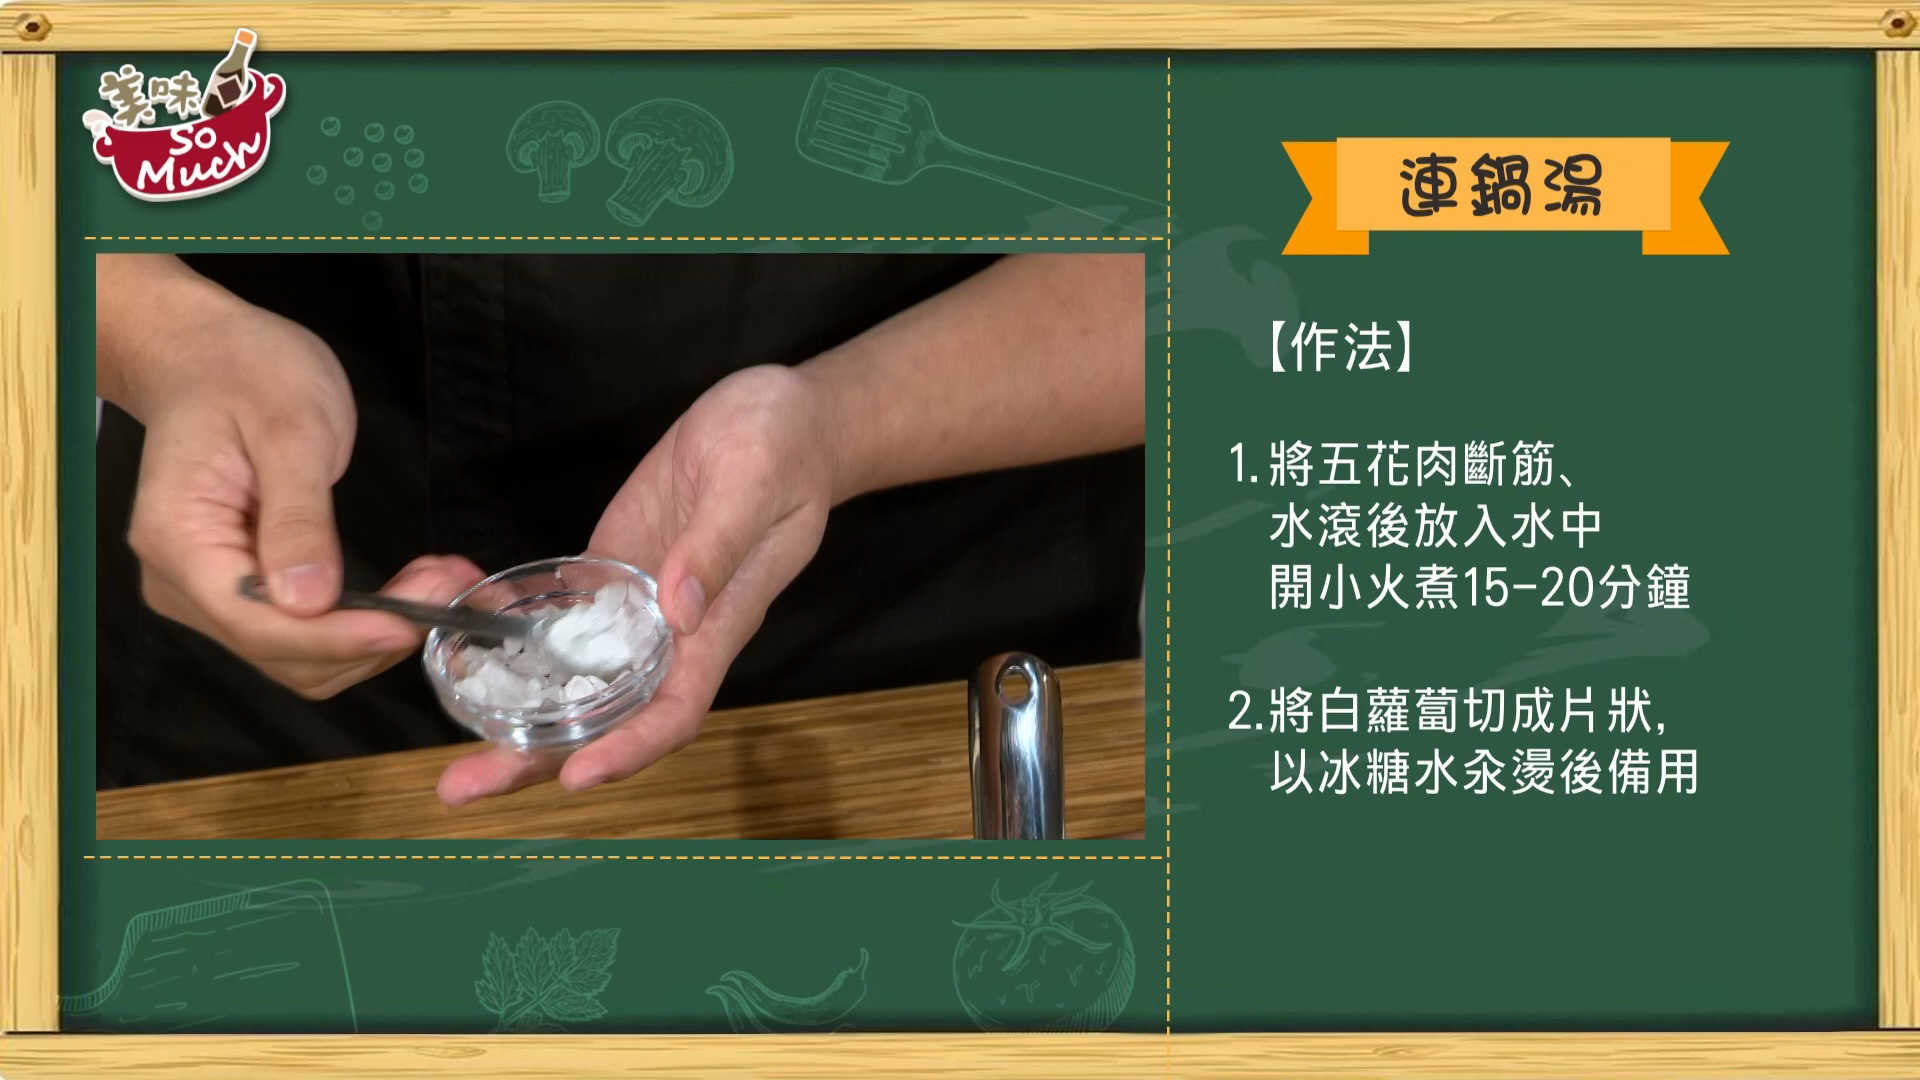 美味
So
Much
連鍋湯
【作法】
1.將五花肉斷筋、
水滾後放入水中
開小火煮15-20分鐘
2.將白蘿蔔切成片狀,
以冰糖水汆燙後備用